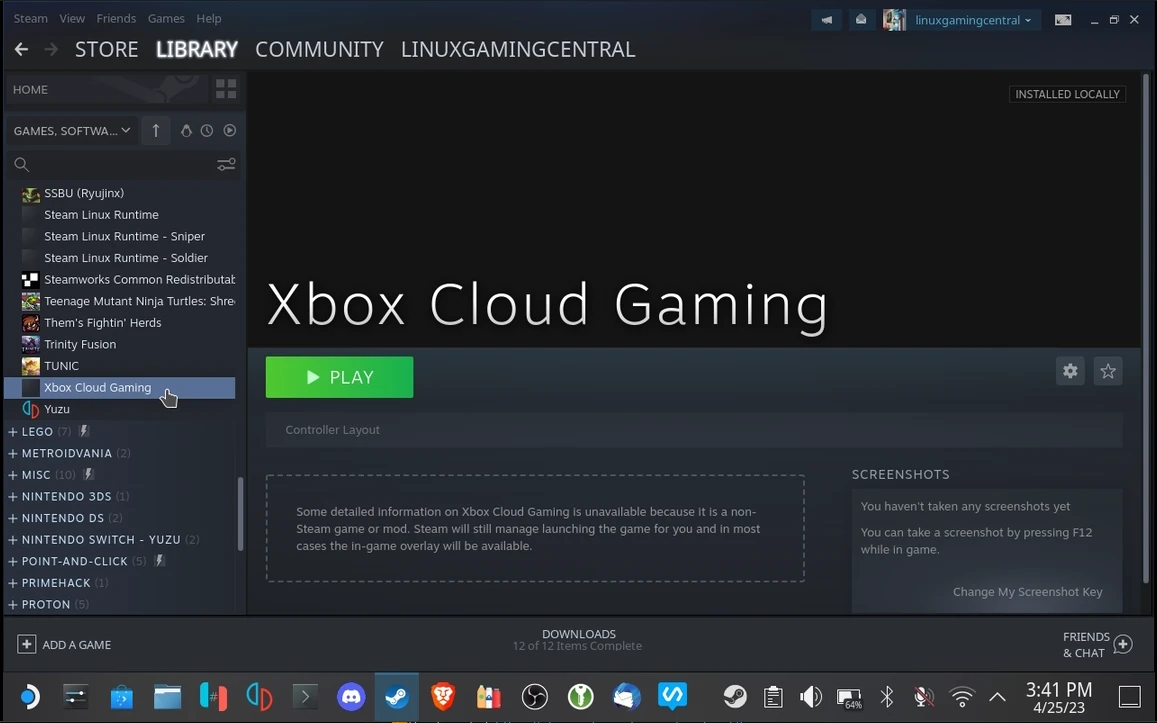 Steam View Friends Games Help
linuxgamingcentral
STORE LIBRARY COMMUNITY LINUXGAMINGCENTRAL
HOME
INSTALLED LOCALLY
GAMES, SOFTWA...
SSBU (Ryujinx)
Steam Linux Runtime
Steam Linux Runtime - Sniper
Steam Linux Runtime - Soldier
Steamworks Common Redistributab
Teenage Mutant Ninja Turtles: Shre
Them's Fightin' Herds
Trinity Fusion
TUNIC
Xbox Cloud Gaming
Yuzu
+ LEGO (7)
+ METROIDVANIA (2)
+ MISC (10)
+ NINTENDO 3DS (1)
+ NINTENDO DS (2)
+ NINTENDO SWITCH - YUZU (2)
+ POINT-AND-CLICK (5)
+ PRIMEHACK (1)
+ PROTON (5)
Xbox Cloud Gaming
PLAY
Controller Layout
Some detailed information on Xbox Cloud Gaming is unavailable because it is a non-
Steam game or mod. Steam will still manage launching the game for you and in most
cases the in-game overlay will be available.
SCREENSHOTS
You haven't taken any screenshots yet
You can take a screenshot by pressing F12
while in game.
Change My Screenshot Key
ADD A GAME
DOWNLOADS
12 of 12 Items Complete
FRIENDS
& CHAT
64%
3:41 PM
4/25/23